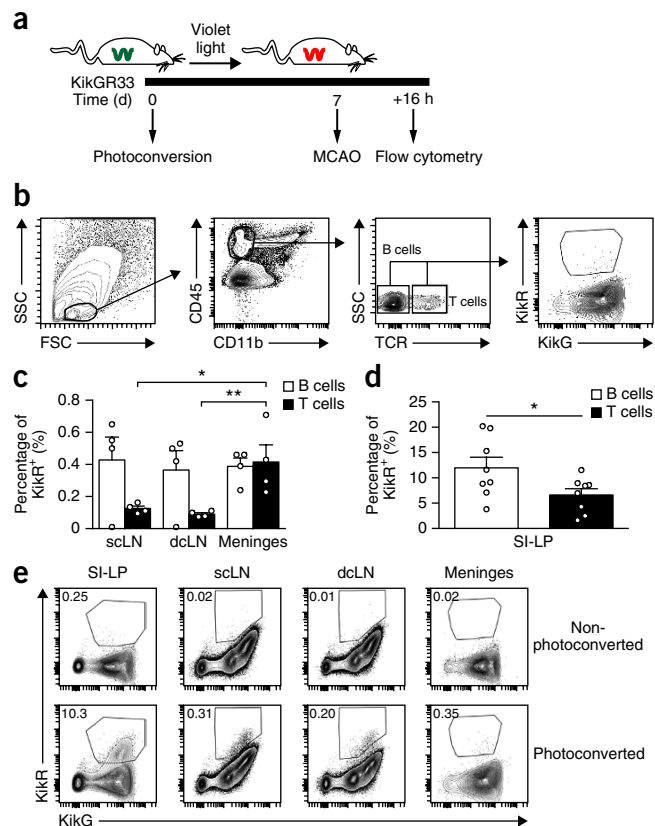 a
Violet
light
KikGR33
Time (d)
0
7
+16 h
Photoconversion
MCAO
Flow cytometry
b
SSC
FSC
CD45
CD11b
SSC
B cells
T cells
TCR
KikR
KikG
c
*
**
B cells
T cells
Percentage of
KikR+ (%)
0.8
0.6
0.4
0.2
0
scLN
dcLN
Meninges
d
B cells
T cells
*
Percentage of
KikR+ (%)
25
20
15
10
5
0
SI-LP
e
SI-LP
scLN
dcLN
Meninges
0.25
0.02
0.01
0.02
Non-
photoconverted
10.3
0.31
0.20
0.35
Photoconverted
KikR
KikG